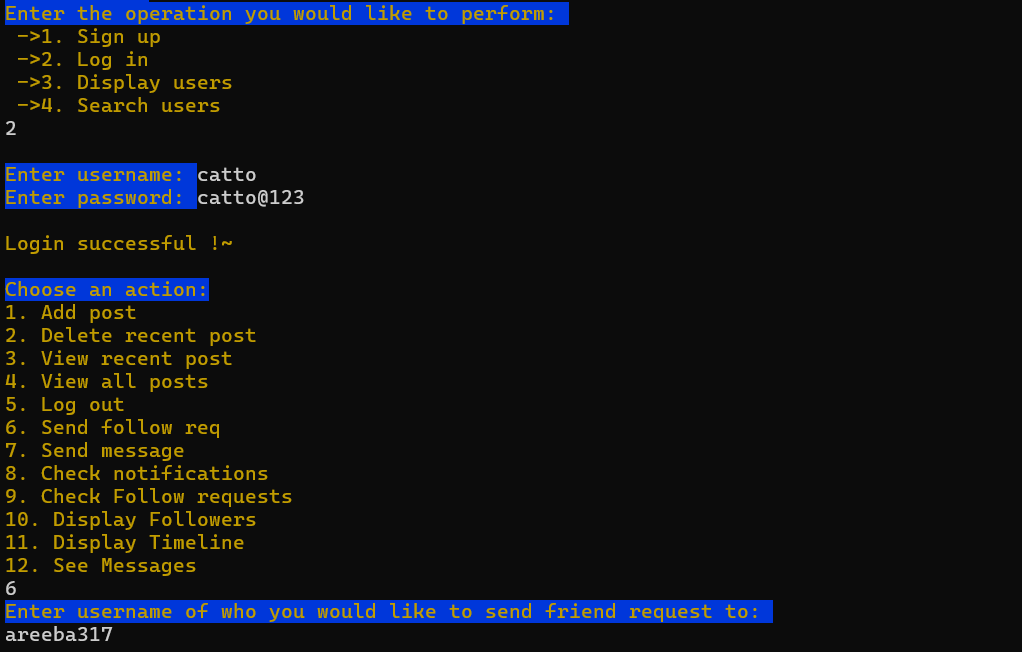 Enter the operation you would like to perform:
->1. Sign up
->2. Log in
->3. Display users
->4. Search users
2
Enter username: catto
Enter password: catto@123
Login successful !~
Choose an action:
1. Add post
2. Delete recent post
3. View recent post
4. View all posts
5. Log out
6. Send follow req
7. Send message
8. Check notifications
9. Check Follow requests
10. Display Followers
11. Display Timeline
12. See Messages
6
Enter username of who you would like to send friend request to:
areeba317